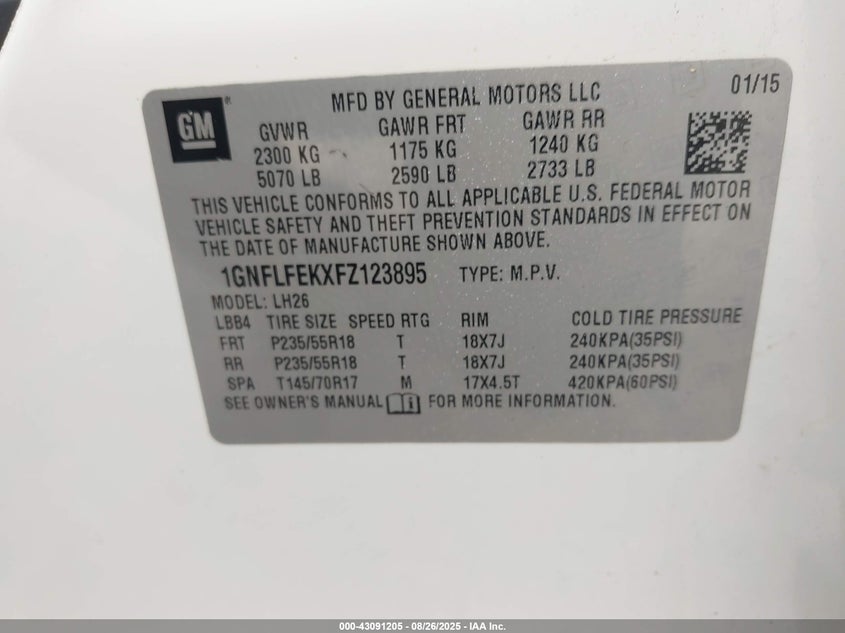 GM
MFD BY GENERAL MOTORS LLC
01/15
GVWR GAWR FRT GAWR RR
2300 KG 1175 KG 1240 KG
5070 LB 2590 LB 2733 LB
THIS VEHICLE CONFORMS TO ALL APPLICABLE U.S. FEDERAL MOTOR
VEHICLE SAFETY AND THEFT PREVENTION STANDARDS IN EFFECT ON
THE DATE OF MANUFACTURE SHOWN ABOVE.
1GNFLFEKXFZ123895 TYPE: M.P.V.
MODEL: LH26
LBB4 TIRE SIZE SPEED RTG RIM COLD TIRE PRESSURE
FRT P235/55R18 T 18X7J 240KPA(35PSI)
RR P235/55R18 T 18X7J 240KPA(35PSI)
SPA T145/70R17 M 17X4.5T 420KPA(60PSI)
SEE OWNER'S MANUAL FOR MORE INFORMATION.
000-43091205 - 08/26/2025 - IAA Inc.